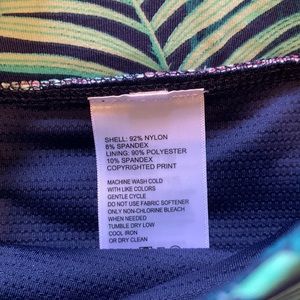 SHELL: 92% NYLON
8% SPANDEX
LINING: 90% POLYESTER
10% SPANDEX
COPYRIGHTED PRINT
MACHINE WASH COLD
WITH LIKE COLORS
GENTLE CYCLE
DO NOT USE FABRIC SOFTENER
ONLY NON-CHLORINE BLEACH
WHEN NEEDED
TUMBLE DRY LOW
COOL IRON
OR DRY CLEAN